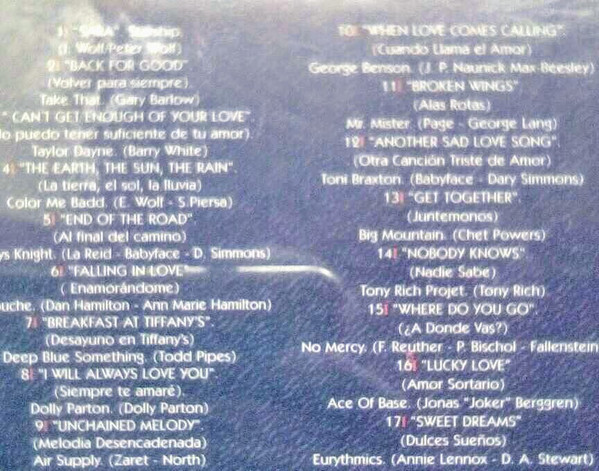 1| "SARA". Starship.
(I. Wolf/Peter Wolf)
2| "BACK FOR GOOD"
(Volver para siempre).
Take That. (Gary Barlow)
" CAN'T GET ENOUGH OF YOUR LOVE".
lo puedo tener suficiente de tu amor).
Taylor Dayne. (Barry White)
4| "THE EARTH, THE SUN, THE RAIN".
(La tierra, el sol, la lluvia)
Color Me Badd. (E. Wolf - S.Piersa)
5| "END OF THE ROAD".
(Al final del camino)
ys Knight. (La Reid - Babyface - D. Simmons)
6| "FALLING IN LOVE"
( Enamorándome)
ouche. (Dan Hamilton - Ann Marie Hamilton)
7| "BREAKFAST AT TIFFANY'S".
(Desayuno en Tiffany's)
Deep Blue Something. (Todd Pipes)
8| "I WILL ALWAYS LOVE YOU".
(Siempre te amaré).
Dolly Parton. (Dolly Parton)
9| "UNCHAINED MELODY".
(Melodia Desencadenada)
Air Supply. (Zaret - North)
10| "WHEN LOVE COMES CALLING".
(Cuando Llama el Amor)
George Benson. (J. P. Naunick Max Beesley)
11| "BROKEN WINGS"
(Alas Rotas)
Mr. Mister. (Page - George Lang)
12| "ANOTHER SAD LOVE SONG".
(Otra Canción Triste de Amor)
Toni Braxton. (Babyface - Dary Simmons)
13| "GET TOGETHER".
(Juntemonos)
Big Mountain. (Chet Powers)
14| "NOBODY KNOWS"
(Nadie Sabe)
Tony Rich Projet. (Tony Rich)
15| "WHERE DO YOU GO".
(¿A Donde Vas?)
No Mercy. (F. Reuther - P. Bischol - Fallenstein
16| "LUCKY LOVE"
(Amor Sortario)
Ace Of Base. (Jonas "Joker" Berggren)
17| "SWEET DREAMS"
(Dulces Sueños)
Eurythmics. (Annie Lennox - D. A. Stewart)